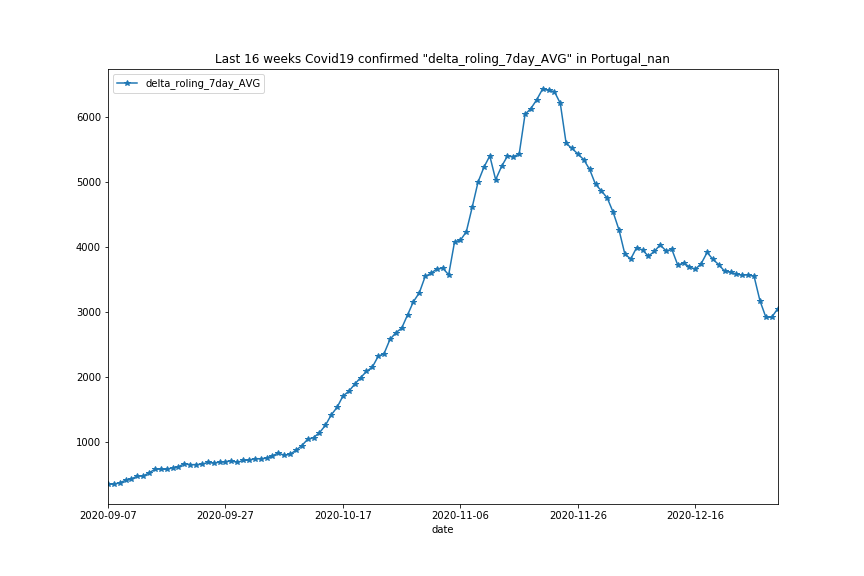 Last 16 weeks Covid19 confirmed "delta_roling_7day_AVG" in Portugal_nan
delta_roling_7day_AVG
6000
5000
4000
3000
2000
1000
2020-09-07 2020-09-27 2020-10-17 2020-11-06 2020-11-26 2020-12-16
date